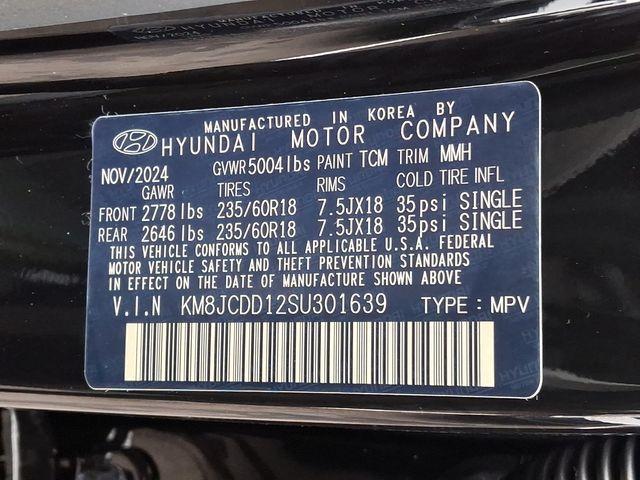 MANUFACTURED IN KOREA BY
HYUNDAI MOTOR COMPANY
NOV/2024 GVWR 5004 lbs PAINT TCM TRIM MMH
GAWR TIRES RIMS COLD TIRE INFL
FRONT 2778 lbs 235/60R18 7.5JX18 35psi SINGLE
REAR 2646 lbs 235/60R18 7.5JX18 35psi SINGLE
THIS VEHICLE CONFORMS TO ALL APPLICABLE U.S.A. FEDERAL
MOTOR VEHICLE SAFETY AND THEFT PREVENTION STANDARDS
IN EFFECT ON THE DATE OF MANUFACTURE SHOWN ABOVE
V.I.N KM8JCDD12SU301639 TYPE: MPV